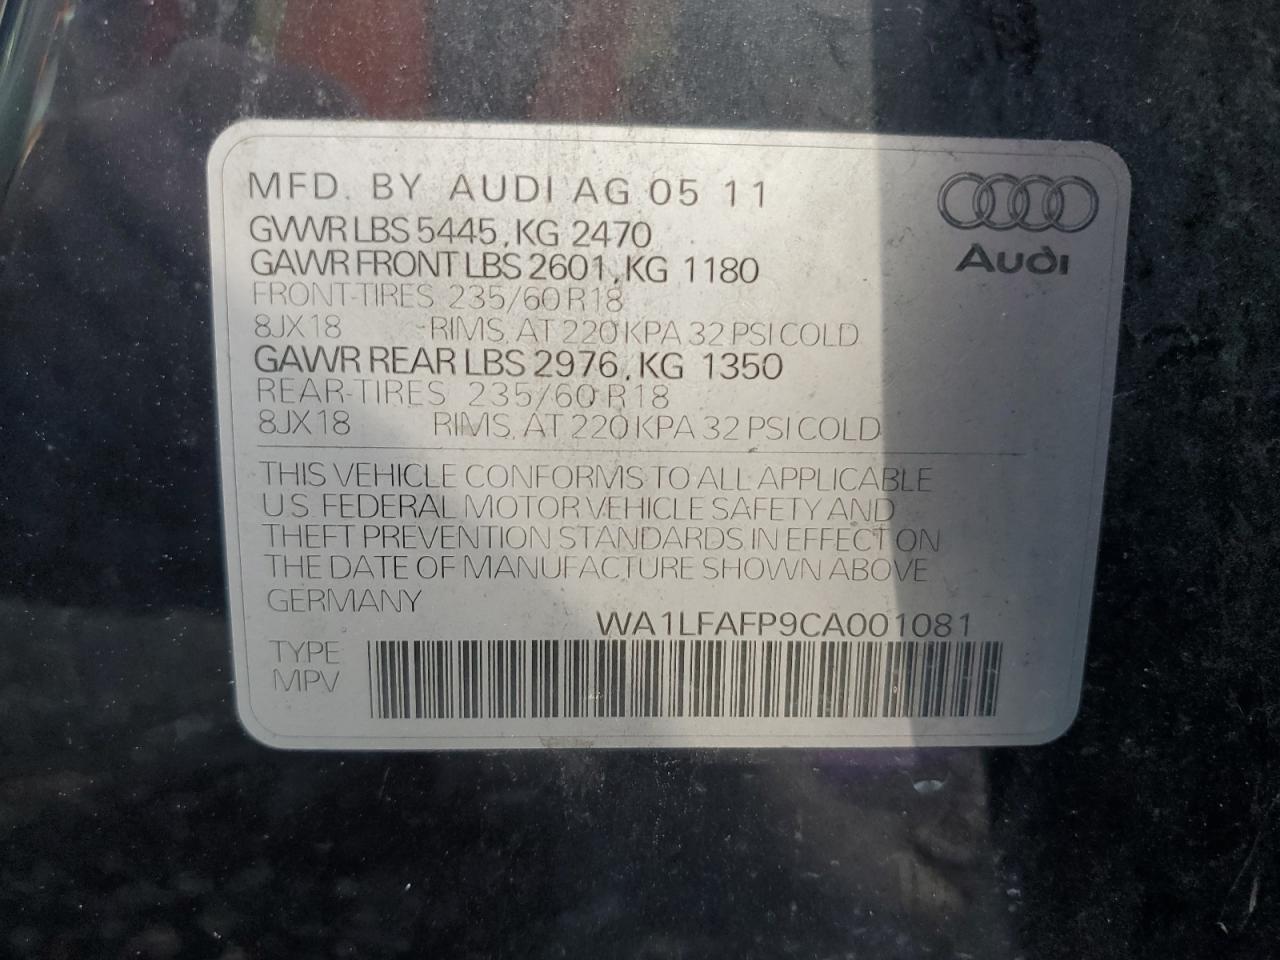 MFD. BY AUDI AG 05 11
GVWR LBS 5445, KG 2470
GAWR FRONT LBS 2601, KG 1180
FRONT-TIRES 235/60 R18
8JX18 RIMS, AT 220 KPA 32 PSI COLD
GAWR REAR LBS 2976, KG 1350
REAR-TIRES 235/60 R18
8JX18 RIMS, AT 220 KPA 32 PSI COLD
Audi
THIS VEHICLE CONFORMS TO ALL APPLICABLE
U.S. FEDERAL MOTOR VEHICLE SAFETY AND
THEFT PREVENTION STANDARDS IN EFFECT ON
THE DATE OF MANUFACTURE SHOWN ABOVE
GERMANY
WA1LFAFP9CA001081
TYPE
MPV